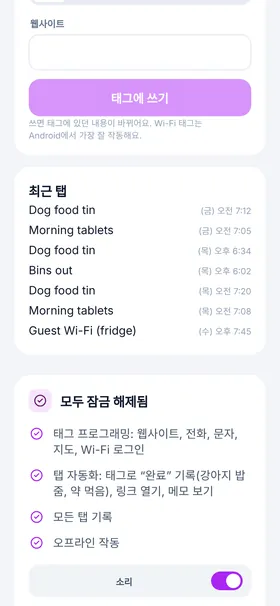 웹사이트
태그에 쓰기
쓰면 태그에 있던 내용이 바뀌어요. Wi-Fi 태그는
Android에서 가장 잘 작동해요.
최근 탭
Dog food tin (금) 오전 7:12
Morning tablets (금) 오전 7:05
Dog food tin (목) 오후 6:34
Bins out (목) 오후 6:02
Dog food tin (목) 오전 7:20
Morning tablets (목) 오전 7:08
Guest Wi-Fi (fridge) (수) 오후 7:45
모두 잠금 해제됨
태그 프로그래밍: 웹사이트, 전화, 문자,
지도, Wi-Fi 로그인
탭 자동화: 태그로 “완료” 기록(강아지 밥
줌, 약 먹음), 링크 열기, 메모 보기
모든 탭 기록
오프라인 작동
소리